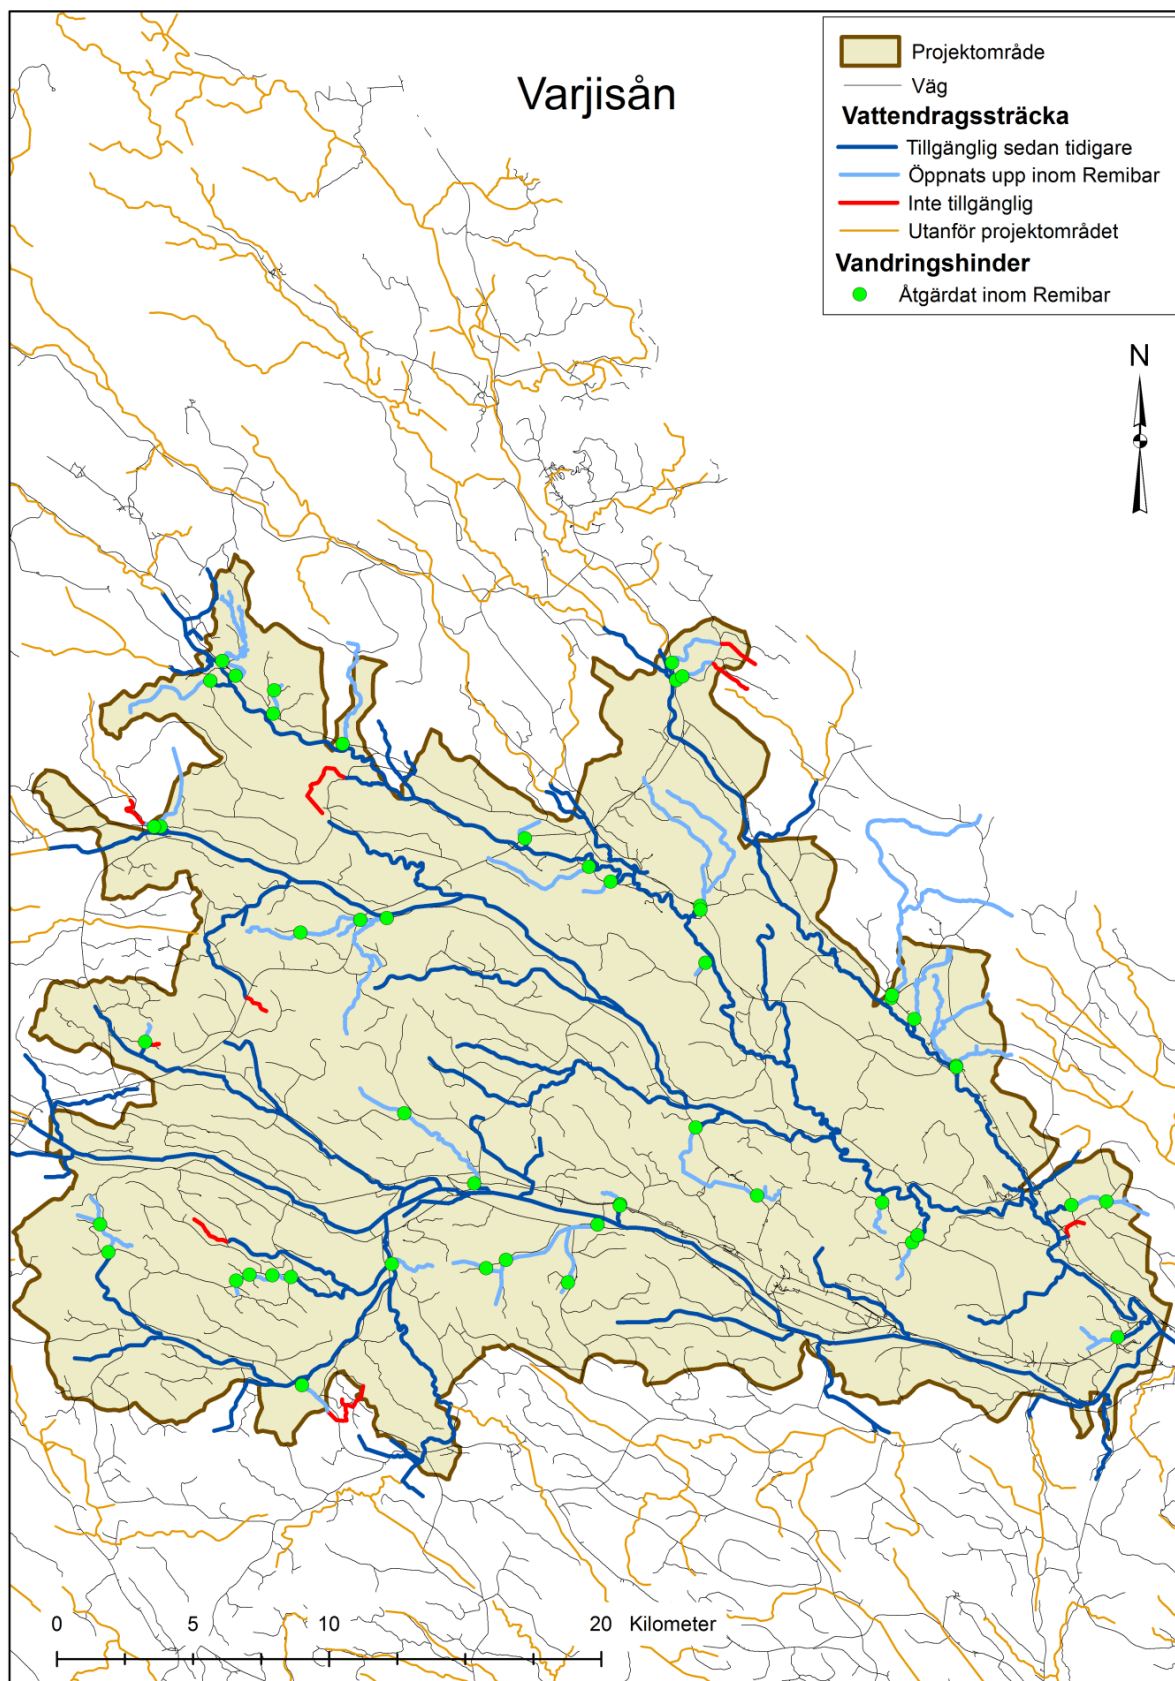 Varjisån
Projektområde
Väg
Vattendragssträcka
Tillgänglig sedan tidigare
Öppnats upp inom Remibar
Inte tillgänglig
Utanför projektområdet
Vandringshinder
Åtgärdat inom Remibar
N
0 5 10 20 Kilometer